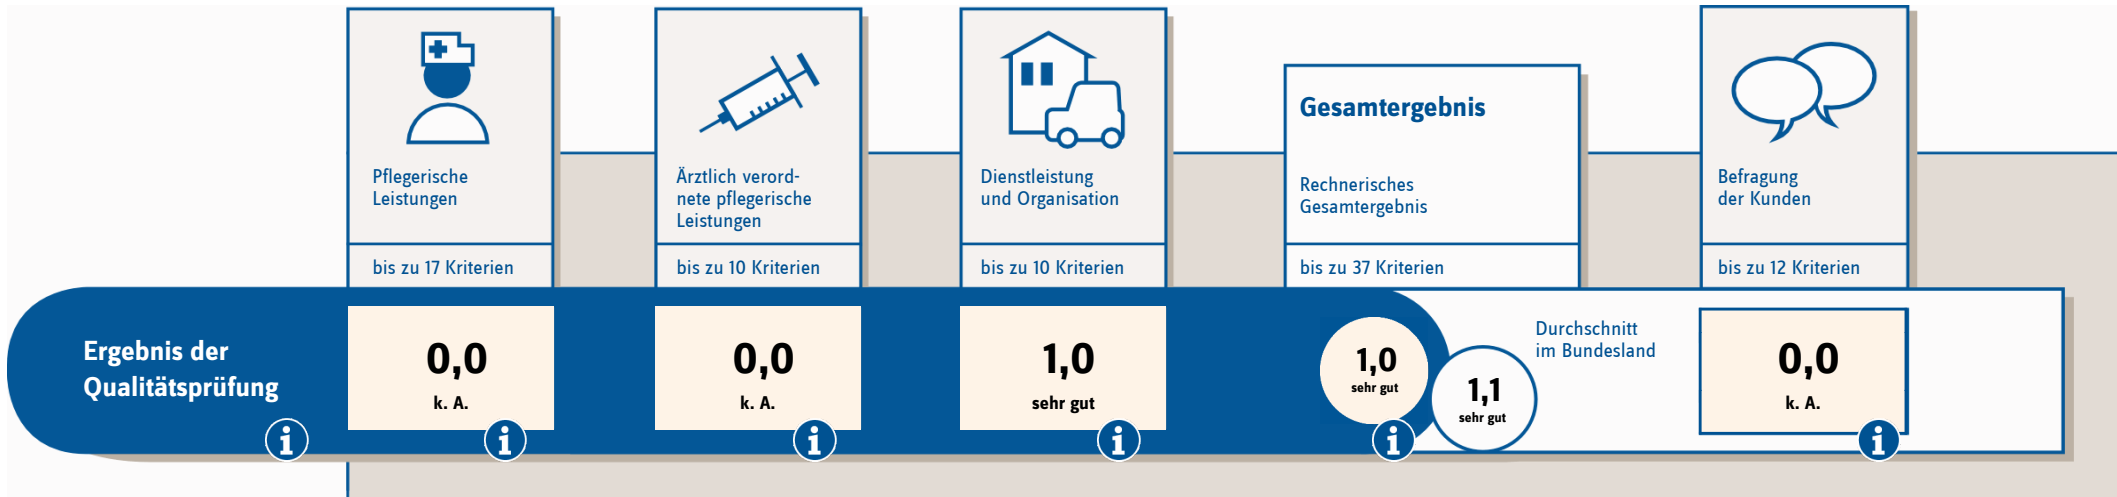 Pflegerische
Leistungen
bis zu 17 Kriterien
Ärztlich verord-
nete pflegerische
Leistungen
bis zu 10 Kriterien
Dienstleistung
und Organisation
bis zu 10 Kriterien
Gesamtergebnis
Rechnerisches
Gesamtergebnis
bis zu 37 Kriterien
Befragung
der Kunden
bis zu 12 Kriterien
Ergebnis der
Qualitätsprüfung
i
0,0
k. A.
i
0,0
k. A.
i
1,0
sehr gut
i
1,0
sehr gut
i
1,1
sehr gut
Durchschnitt
im Bundesland
0,0
k. A.
i